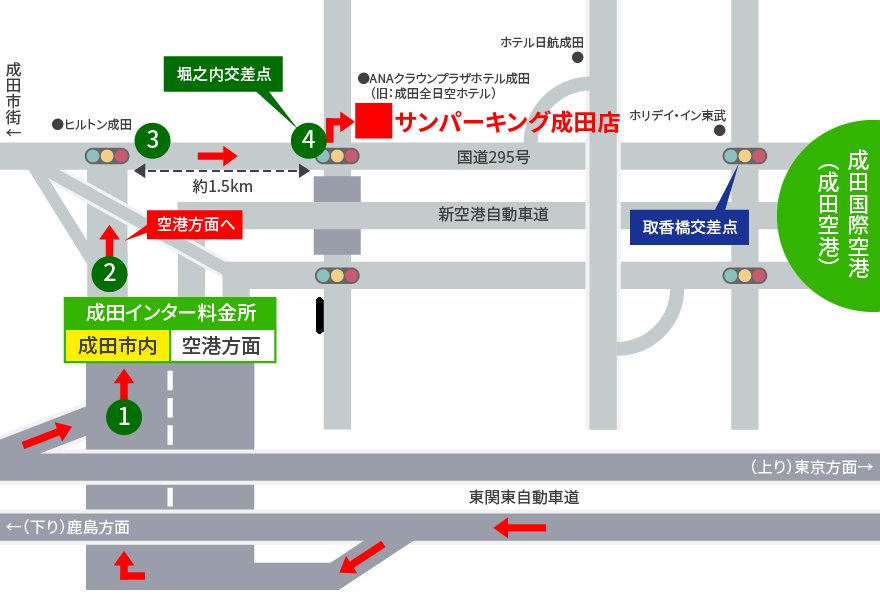 ホテル日航成田
堀之内交差点
●ANAクラウンプラザホテル成田
（旧：成田全日空ホテル）
成田市街←
●ヒルトン成田
3
4
サンパーキング成田店
ホリデイ・イン東武
国道295号
約1.5km
成田国際空港
（成田空港）
空港方面へ
新空港自動車道
取香橋交差点
2
成田インター料金所
成田市内
空港方面
1
（上り）東京方面→
東関東自動車道
←（下り）鹿島方面